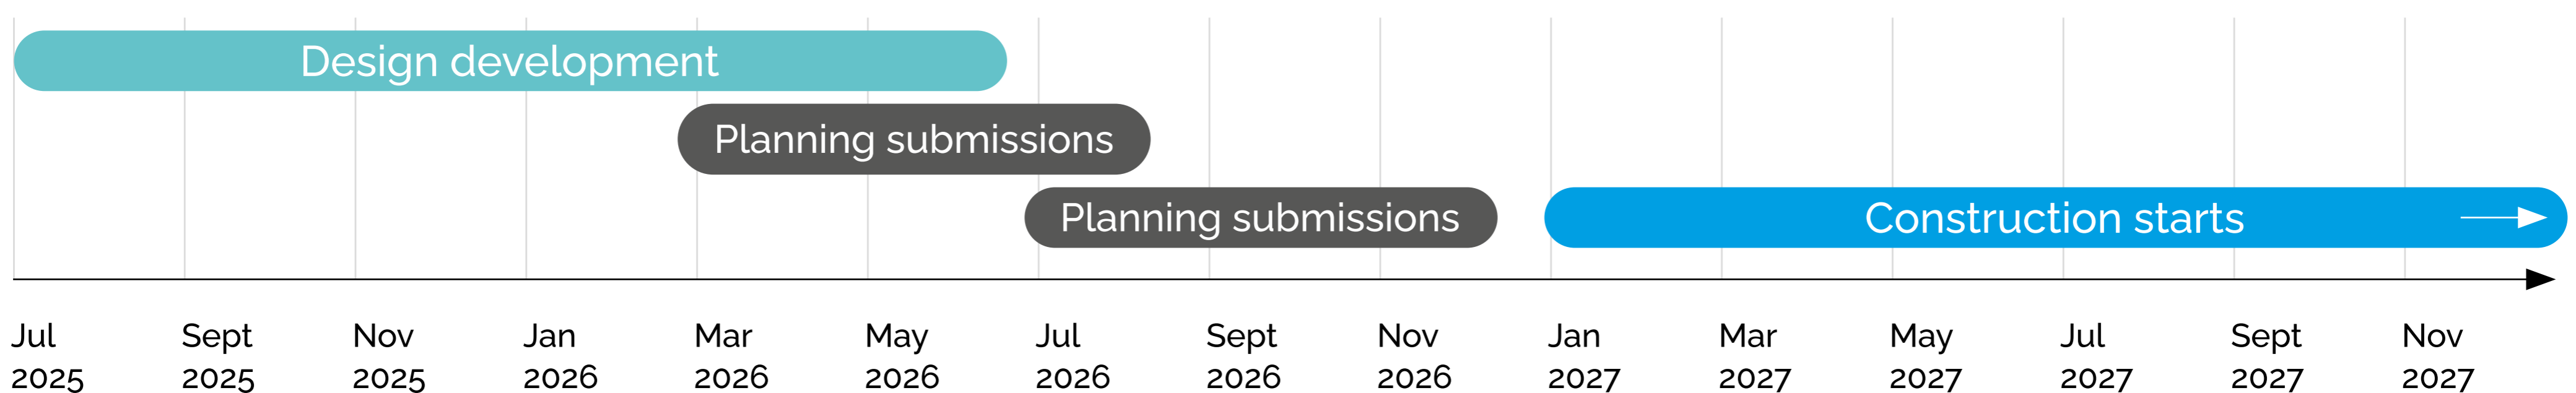 Design development
Planning submissions
Planning submissions
Construction starts
Jul Sept Nov Jan Mar May Jul Sept Nov Jan Mar May Jul Sept Nov
2025 2025 2025 2026 2026 2026 2026 2026 2026 2027 2027 2027 2027 2027 2027